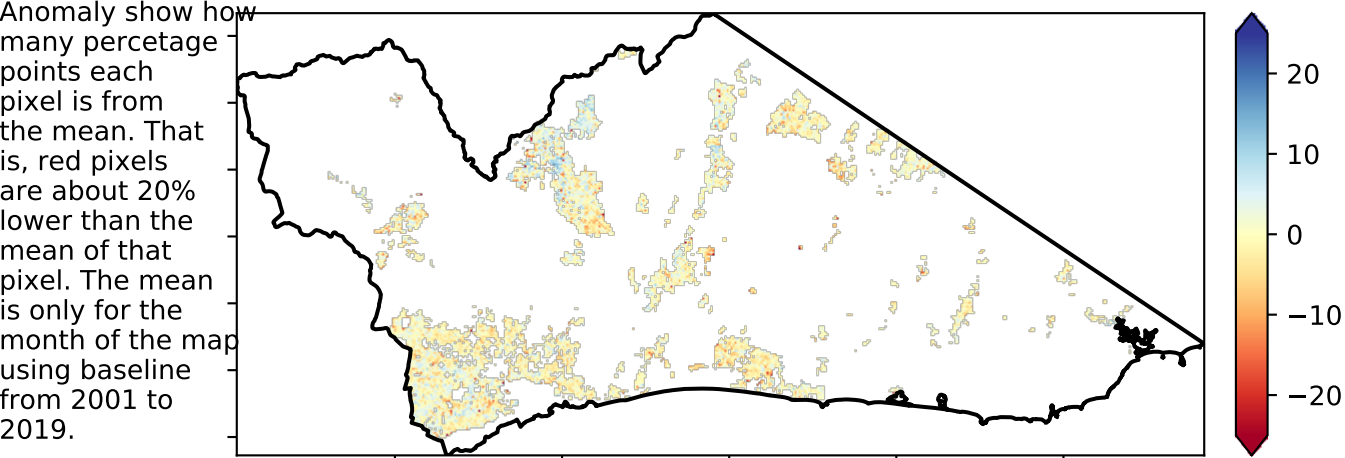 Anomaly show how
many percetage
points each
pixel is from
the mean. That
is, red pixels
are about 20%
lower than the
mean of that
pixel. The mean
is only for the
month of the map
using baseline
from 2001 to
2019.
20
10
0
−10
−20